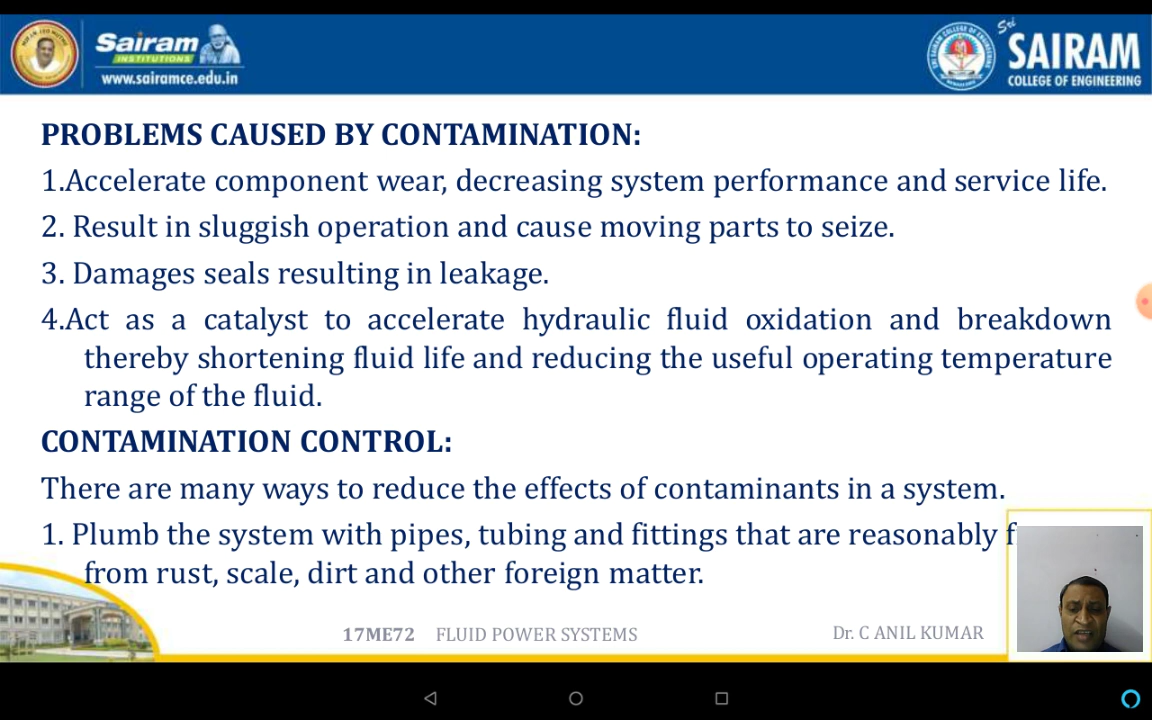 Sairam
INSTITUTIONS
www.sairamce.edu.in
Sri
SAIRAM
COLLEGE OF ENGINEERING
PROBLEMS CAUSED BY CONTAMINATION:
1.Accelerate component wear, decreasing system performance and service life.
2. Result in sluggish operation and cause moving parts to seize.
3. Damages seals resulting in leakage.
4.Act as a catalyst to accelerate hydraulic fluid oxidation and breakdown
thereby shortening fluid life and reducing the useful operating temperature
range of the fluid.
CONTAMINATION CONTROL:
There are many ways to reduce the effects of contaminants in a system.
1. Plumb the system with pipes, tubing and fittings that are reasonably
from rust, scale, dirt and other foreign matter.
17ME72 FLUID POWER SYSTEMS
Dr. C ANIL KUMAR